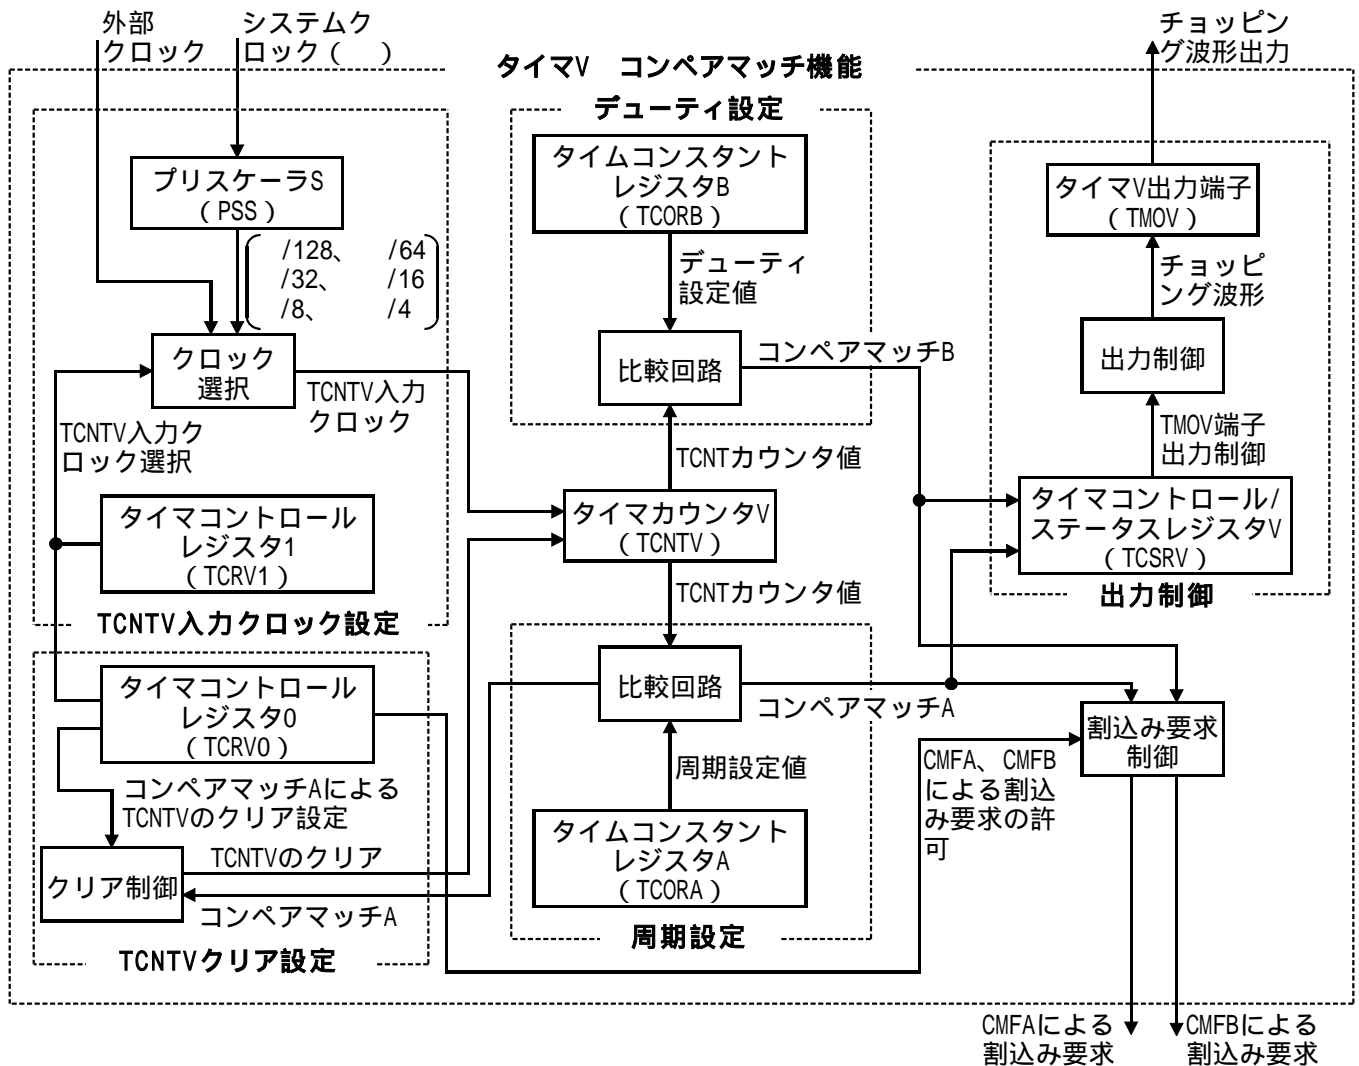 外部
クロック
システムク
ロック（　）
チョッピン
グ波形出力
タイマV　コンペアマッチ機能
デューティ設定
プリスケーラS
（PSS）
/128、　/64
/32、　/16
/8、　/4
クロック
選択
TCNTV入力
クロック
TCNTV入力ク
ロック選択
タイマコントロール
レジスタ1
（TCRV1）
TCNTV入力クロック設定
タイマコントロール
レジスタ0
（TCRV0）
コンペアマッチAによる
TCNTVのクリア設定
TCNTVのクリア
クリア制御
コンペアマッチA
TCNTVクリア設定
タイムコンスタント
レジスタB
（TCORB）
デューティ
設定値
比較回路
コンペアマッチB
TCNTカウンタ値
タイマカウンタV
（TCNTV）
TCNTカウンタ値
比較回路
コンペアマッチA
周期設定値
タイムコンスタント
レジスタA
（TCORA）
周期設定
タイマV出力端子
（TMOV）
チョッピ
ング波形
出力制御
TMOV端子
出力制御
タイマコントロール/
ステータスレジスタV
（TCSRV）
出力制御
割込み要求
制御
CMFA、CMFB
による割込
み要求の許
可
CMFAによる
割込み要求
CMFBによる
割込み要求